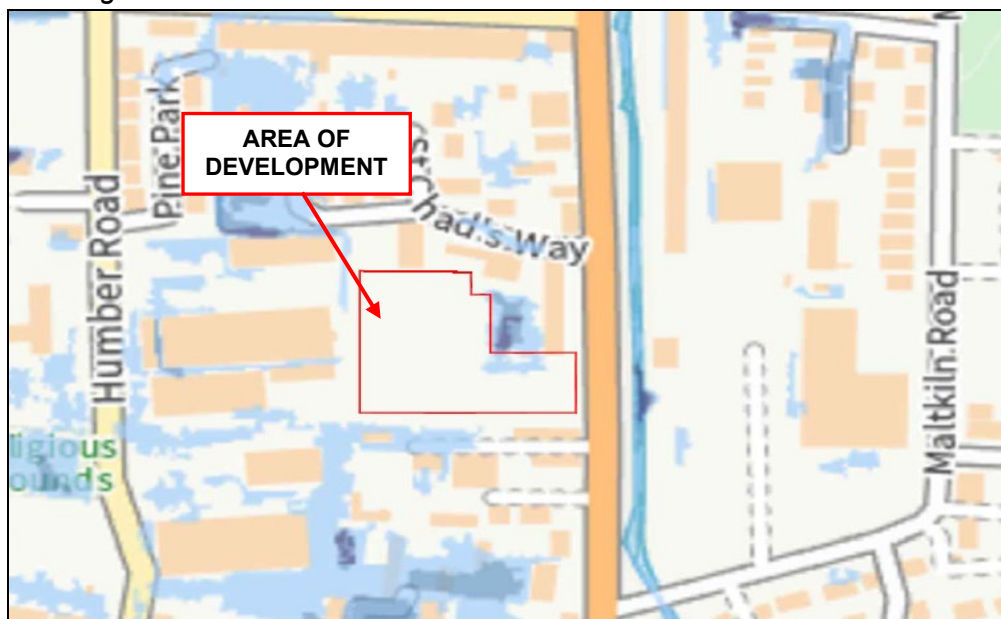 Pine Park
AREA OF
DEVELOPMENT
St Chad's Way
Humber Road
Maltkiln Road
ligious
ounds